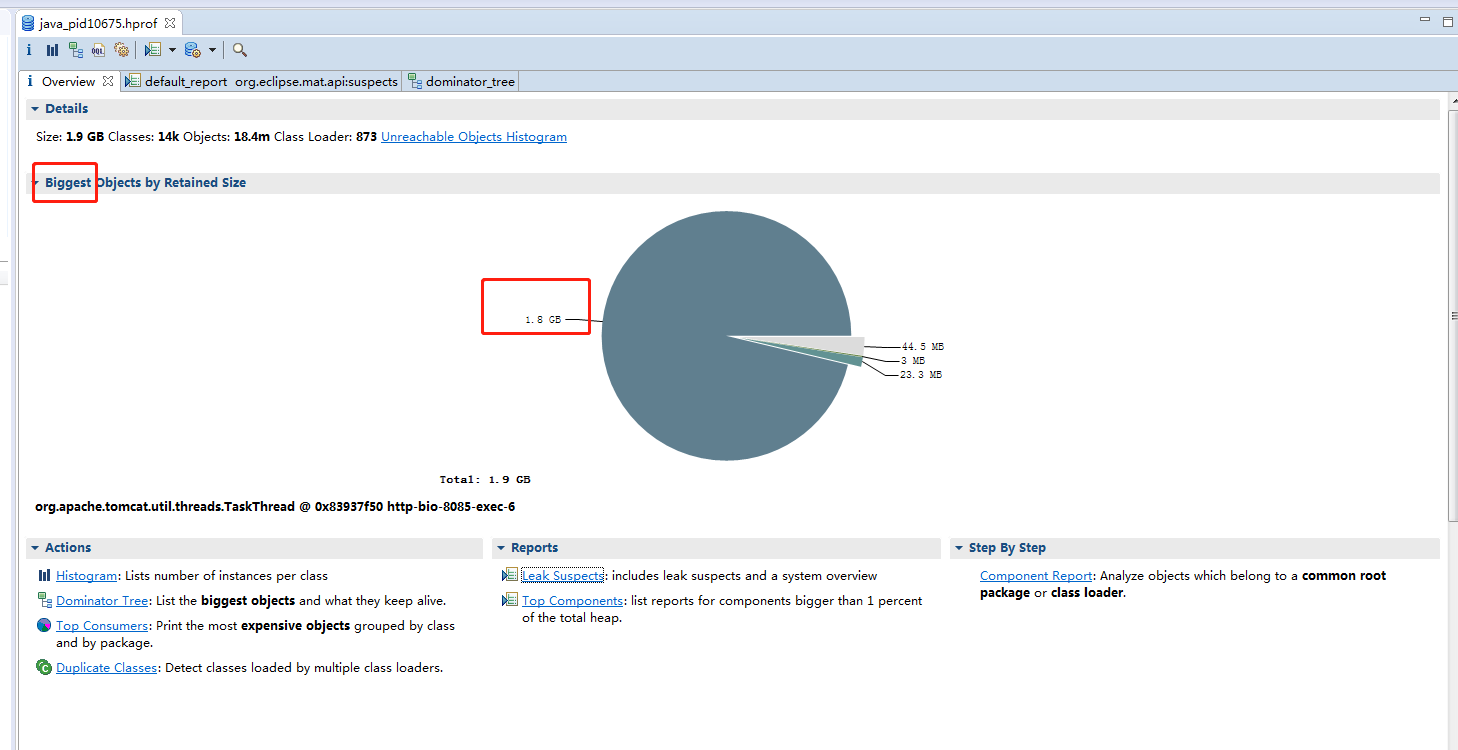 java_pid10675.hprof
i OQL
i Overview default_report org.eclipse.mat.api:suspects dominator_tree
Details
Size: 1.9 GB Classes: 14k Objects: 18.4m Class Loader: 873 Unreachable Objects Histogram
Biggest Objects by Retained Size
1.8 GB
44.5 MB
3 MB
23.3 MB
Total: 1.9 GB
org.apache.tomcat.util.threads.TaskThread @ 0x83937f50 http-bio-8085-exec-6
Actions
Histogram: Lists number of instances per class
Dominator Tree: List the biggest objects and what they keep alive.
Top Consumers: Print the most expensive objects grouped by class
and by package.
Duplicate Classes: Detect classes loaded by multiple class loaders.
Reports
Leak Suspects: includes leak suspects and a system overview
Top Components: list reports for components bigger than 1 percent
of the total heap.
Step By Step
Component Report: Analyze objects which belong to a common root
package or class loader.